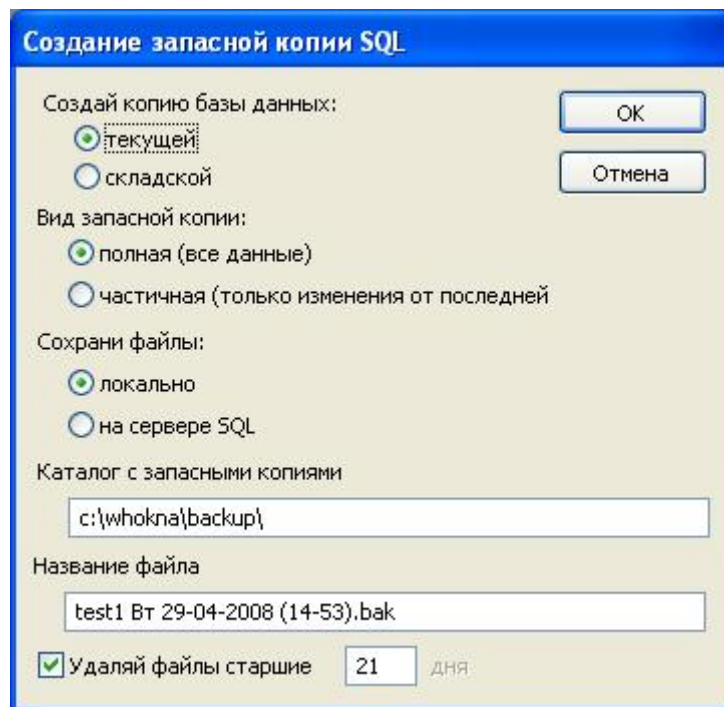 Создание запасной копии SQL
Создай копию базы данных:
OK
текущей
складской
Отмена
Вид запасной копии:
полная (все данные)
частичная (только изменения от последней
Сохрани файлы:
локально
на сервере SQL
Каталог с запасными копиями
c:\whokna\backup\
Название файла
test1 Вт 29-04-2008 (14-53).bak
Удаляй файлы старшие 21 дня